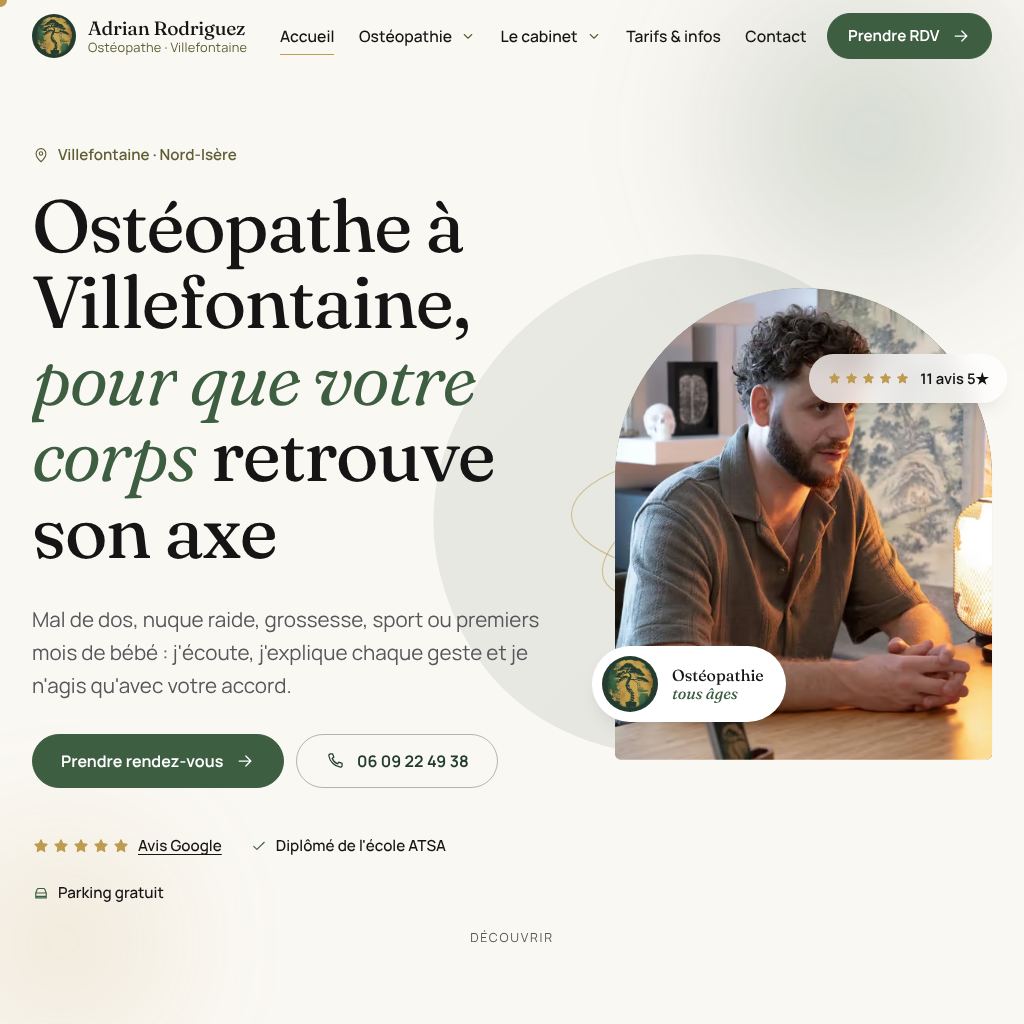 Adrian Rodriguez
Ostéopathe · Villefontaine
Accueil
Ostéopathie
Le cabinet
Tarifs & infos
Contact
Prendre RDV
Villefontaine · Nord-Isère
Ostéopathe à
Villefontaine,
pour que votre
corps retrouve
son axe
11 avis 5★
Mal de dos, nuque raide, grossesse, sport ou premiers
mois de bébé : j'écoute, j'explique chaque geste et je
n'agis qu'avec votre accord.
Ostéopathie
tous âges
Prendre rendez-vous
06 09 22 49 38
Avis Google
Diplômé de l'école ATSA
Parking gratuit
DÉCOUVRIR